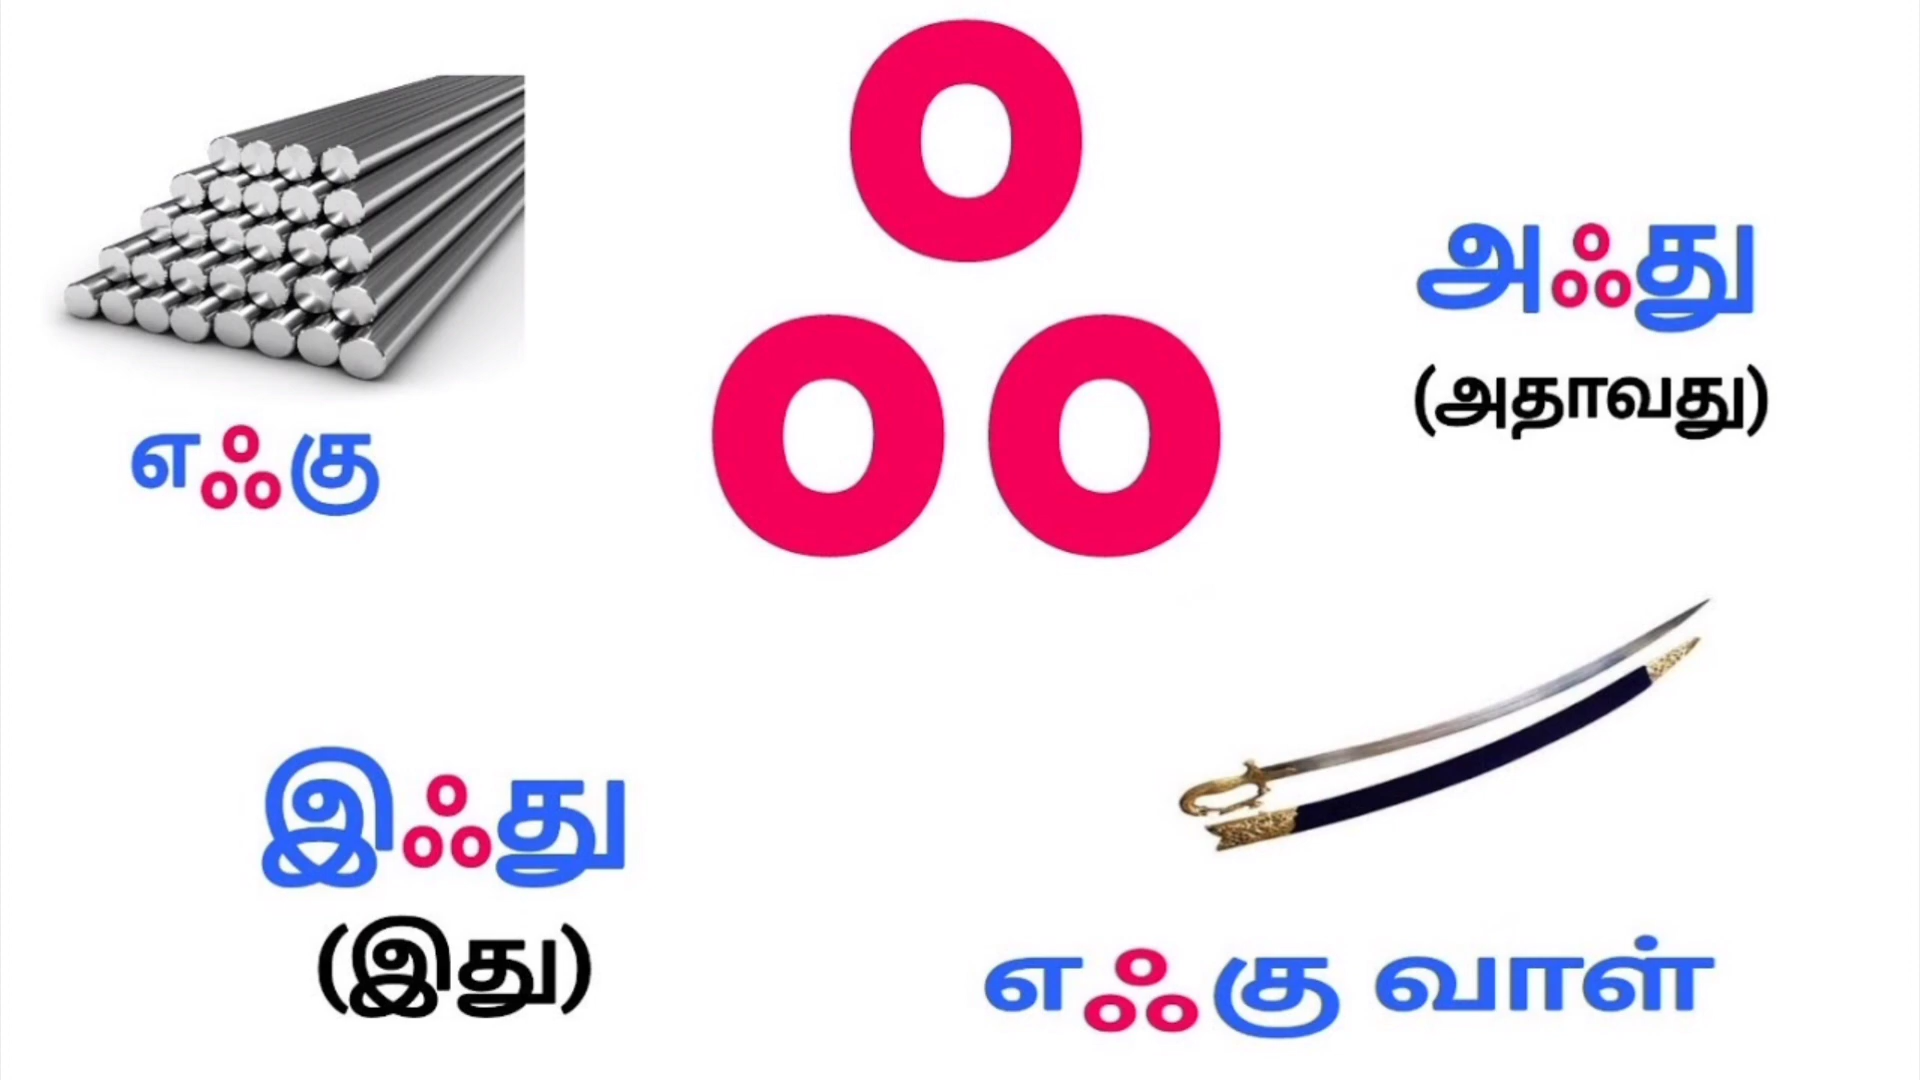 ஃ
அஃது
(அதாவது)
எஃகு
இஃது
(இது)
எஃகு வாள்